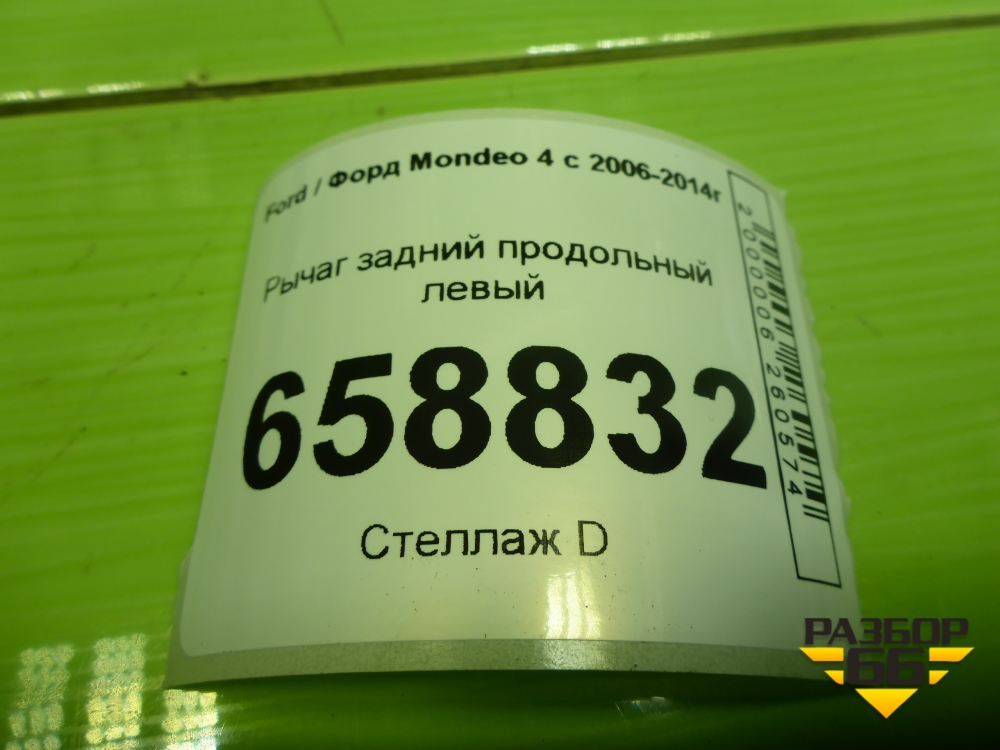 Ford / Форд Mondeo 4 с 2006-2014г
Рычаг задний продольный
левый
658832
Стеллаж D
2000006260574
РАЗБОР
66